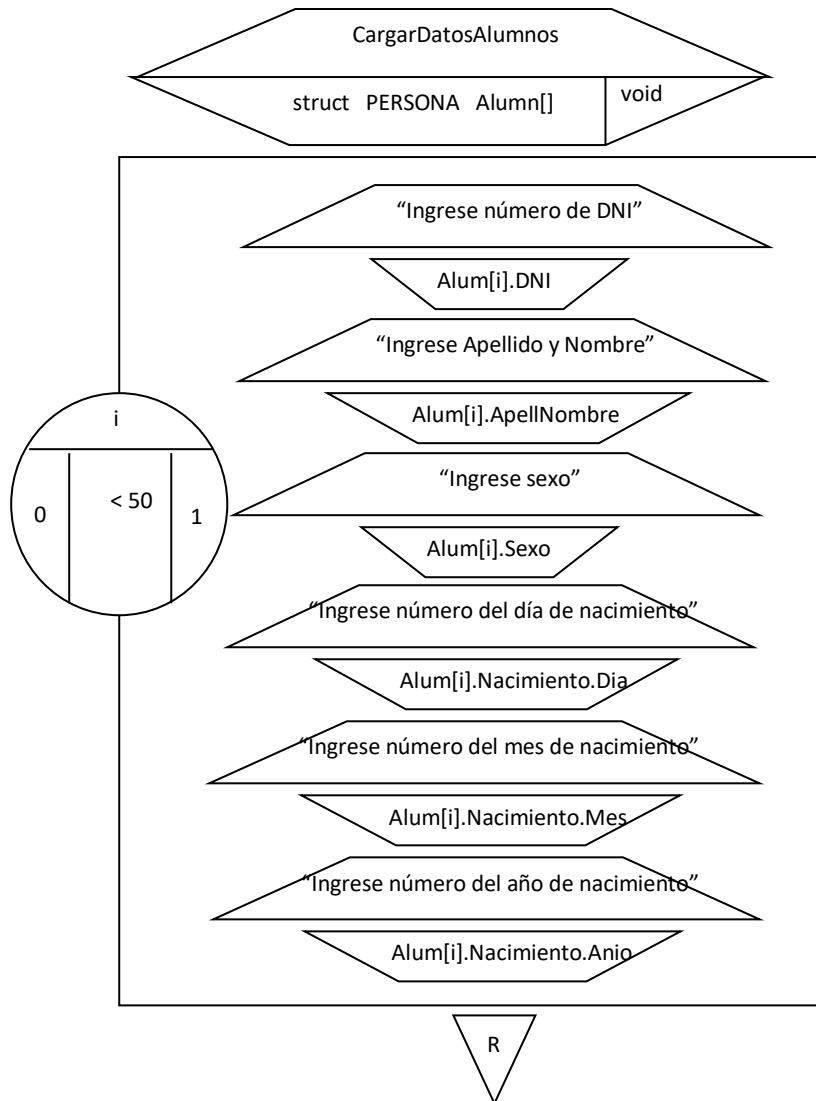 CargarDatosAlumnos
struct PERSONA Alumn[]
void
“Ingrese número de DNI”
Alum[i].DNI
“Ingrese Apellido y Nombre”
Alum[i].ApellNombre
i
0
< 50
1
“Ingrese sexo”
Alum[i].Sexo
“Ingrese número del día de nacimiento”
Alum[i].Nacimiento.Dia
“Ingrese número del mes de nacimiento”
Alum[i].Nacimiento.Mes
“Ingrese número del año de nacimiento”
Alum[i].Nacimiento.Anio
R